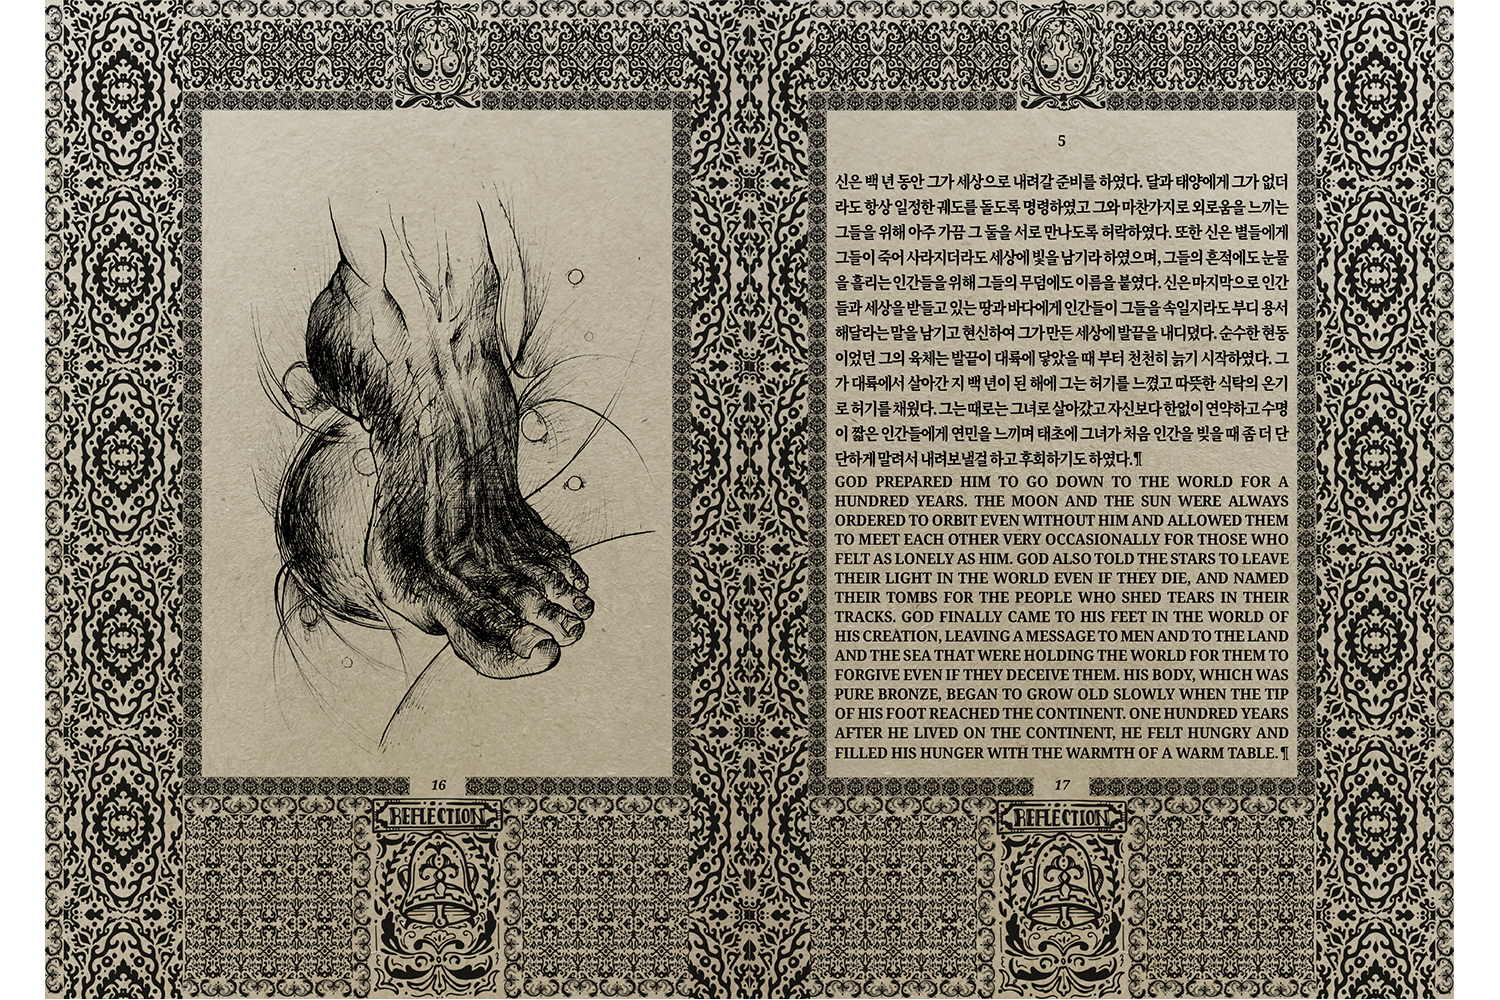 16
REFLECTION
5
신은 백 년 동안 그가 세상으로 내려갈 준비를 하였다. 달과 태양에게 그가 없더
라도 항상 일정한 궤도를 돌도록 명령하였고 그와 마찬가지로 외로움을 느끼는
그들을 위해 아주 가끔 그 둘을 서로 만나도록 허락하였다. 또한 신은 별들에게
그들이 죽어 사라지더라도 세상에 빛을 남기라 하였으며, 그들의 흔적에도 눈물
을 흘리는 인간들을 위해 그들의 무덤에도 이름을 붙였다. 신은 마지막으로 인간
들과 세상을 받들고 있는 땅과 바다에게 인간들이 그들을 속일지라도 부디 용서
해달라는 말을 남기고 현신하여 그가 만든 세상에 발끝을 내디뎠다. 순수한 현동
이었던 그의 육체는 발끝이 대륙에 닿았을 때 부터 천천히 늙기 시작하였다. 그
가 대륙에서 살아간 지 백 년이 된 해에 그는 허기를 느꼈고 따뜻한 식탁의 온기
로 허기를 채웠다. 그는 때로는 그녀로 살아갔고 자신보다 한없이 연약하고 수명
이 짧은 인간들에게 연민을 느끼며 태초에 그녀가 처음 인간을 빚을 때 좀 더 단
단하게 말려서 내려보낼걸 하고 후회하기도 하였다.¶
GOD PREPARED HIM TO GO DOWN TO THE WORLD FOR A
HUNDRED YEARS. THE MOON AND THE SUN WERE ALWAYS
ORDERED TO ORBIT EVEN WITHOUT HIM AND ALLOWED THEM
TO MEET EACH OTHER VERY OCCASIONALLY FOR THOSE WHO
FELT AS LONELY AS HIM. GOD ALSO TOLD THE STARS TO LEAVE
THEIR LIGHT IN THE WORLD EVEN IF THEY DIE, AND NAMED
THEIR TOMBS FOR THE PEOPLE WHO SHED TEARS IN THEIR
TRACKS. GOD FINALLY CAME TO HIS FEET IN THE WORLD OF
HIS CREATION, LEAVING A MESSAGE TO MEN AND TO THE LAND
AND THE SEA THAT WERE HOLDING THE WORLD FOR THEM TO
FORGIVE EVEN IF THEY DECEIVE THEM. HIS BODY, WHICH WAS
PURE BRONZE, BEGAN TO GROW OLD SLOWLY WHEN THE TIP
OF HIS FOOT REACHED THE CONTINENT. ONE HUNDRED YEARS
AFTER HE LIVED ON THE CONTINENT, HE FELT HUNGRY AND
FILLED HIS HUNGER WITH THE WARMTH OF A WARM TABLE. ¶
17
REFLECTION